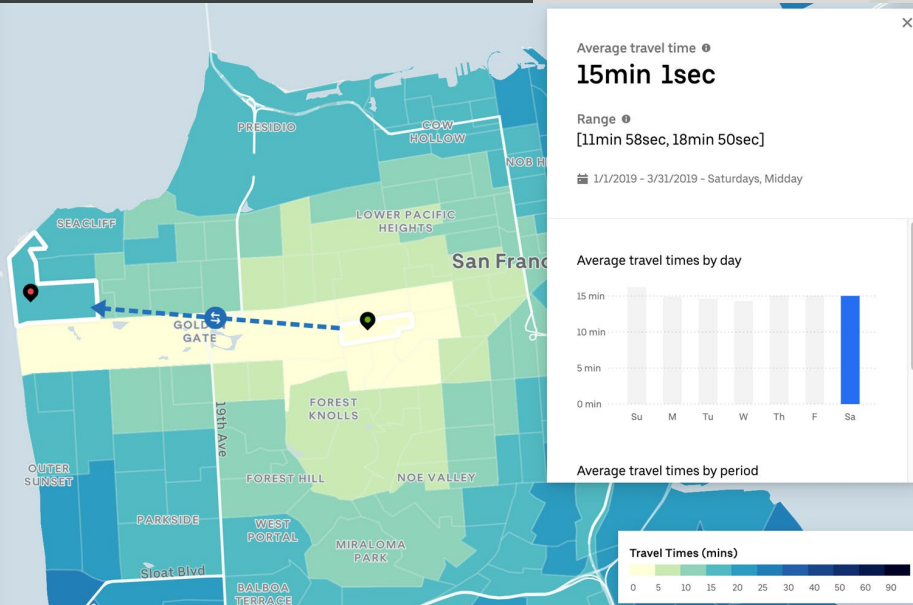 PRESIDIO
COW
HOLLOW
NOB H
SEACLIFF
LOWER PACIFIC
HEIGHTS
San Franc
GOLDEN
GATE
19th Ave
FOREST
KNOLLS
OUTER
SUNSET
FOREST HILL
NOE VALLEY
PARKSIDE
WEST
PORTAL
MIRALOMA
PARK
Sloat Blvd
BALBOA
TERRACE
Average travel time
15min 1sec
Range
[11min 58sec, 18min 50sec]
1/1/2019 - 3/31/2019 - Saturdays, Midday
Average travel times by day
15 min
10 min
5 min
0 min
Su M Tu W Th F Sa
Average travel times by period
Travel Times (mins)
0 5 10 15 20 25 30 40 50 60 90